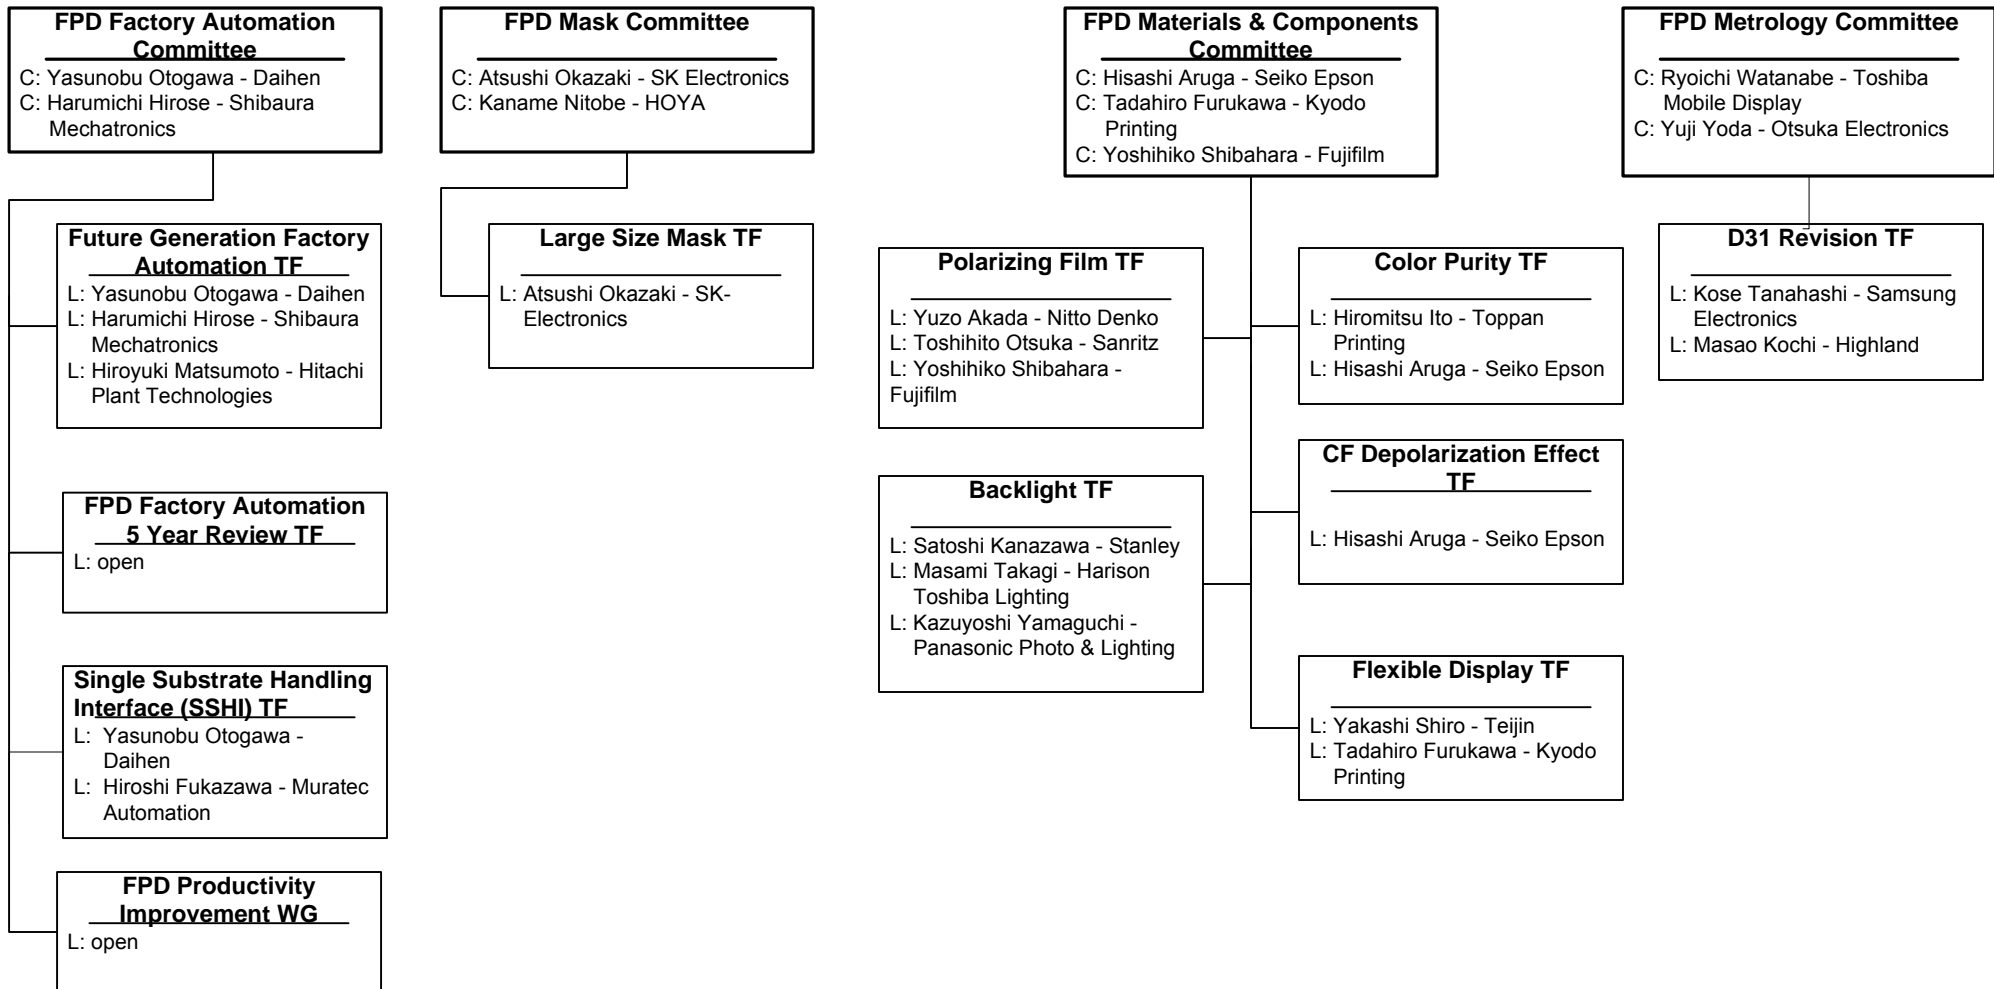 FPD Factory Automation
Committee
C: Yasunobu Otogawa - Daihen
C: Harumichi Hirose - Shibaura
Mechatronics
Future Generation Factory
Automation TF
L: Yasunobu Otogawa - Daihen
L: Harumichi Hirose - Shibaura
Mechatronics
L: Hiroyuki Matsumoto - Hitachi
Plant Technologies
FPD Factory Automation
5 Year Review TF
L: open
Single Substrate Handling
Interface (SSHI) TF
L: Yasunobu Otogawa -
Daihen
L: Hiroshi Fukazawa - Muratec
Automation
FPD Productivity
Improvement WG
L: open
FPD Mask Committee
C: Atsushi Okazaki - SK Electronics
C: Kaname Nitobe - HOYA
Large Size Mask TF
L: Atsushi Okazaki - SK-
Electronics
FPD Materials & Components
Committee
C: Hisashi Aruga - Seiko Epson
C: Tadahiro Furukawa - Kyodo
Printing
C: Yoshihiko Shibahara - Fujifilm
Polarizing Film TF
L: Yuzo Akada - Nitto Denko
L: Toshihito Otsuka - Sanritz
L: Yoshihiko Shibahara -
Fujifilm
Backlight TF
L: Satoshi Kanazawa - Stanley
L: Masami Takagi - Harison
Toshiba Lighting
L: Kazuyoshi Yamaguchi -
Panasonic Photo & Lighting
Color Purity TF
L: Hiromitsu Ito - Toppan
Printing
L: Hisashi Aruga - Seiko Epson
CF Depolarization Effect
TF
L: Hisashi Aruga - Seiko Epson
Flexible Display TF
L: Yakashi Shiro - Teijin
L: Tadahiro Furukawa - Kyodo
Printing
FPD Metrology Committee
C: Ryoichi Watanabe - Toshiba
Mobile Display
C: Yuji Yoda - Otsuka Electronics
D31 Revision TF
L: Kose Tanahashi - Samsung
Electronics
L: Masao Kochi - Highland